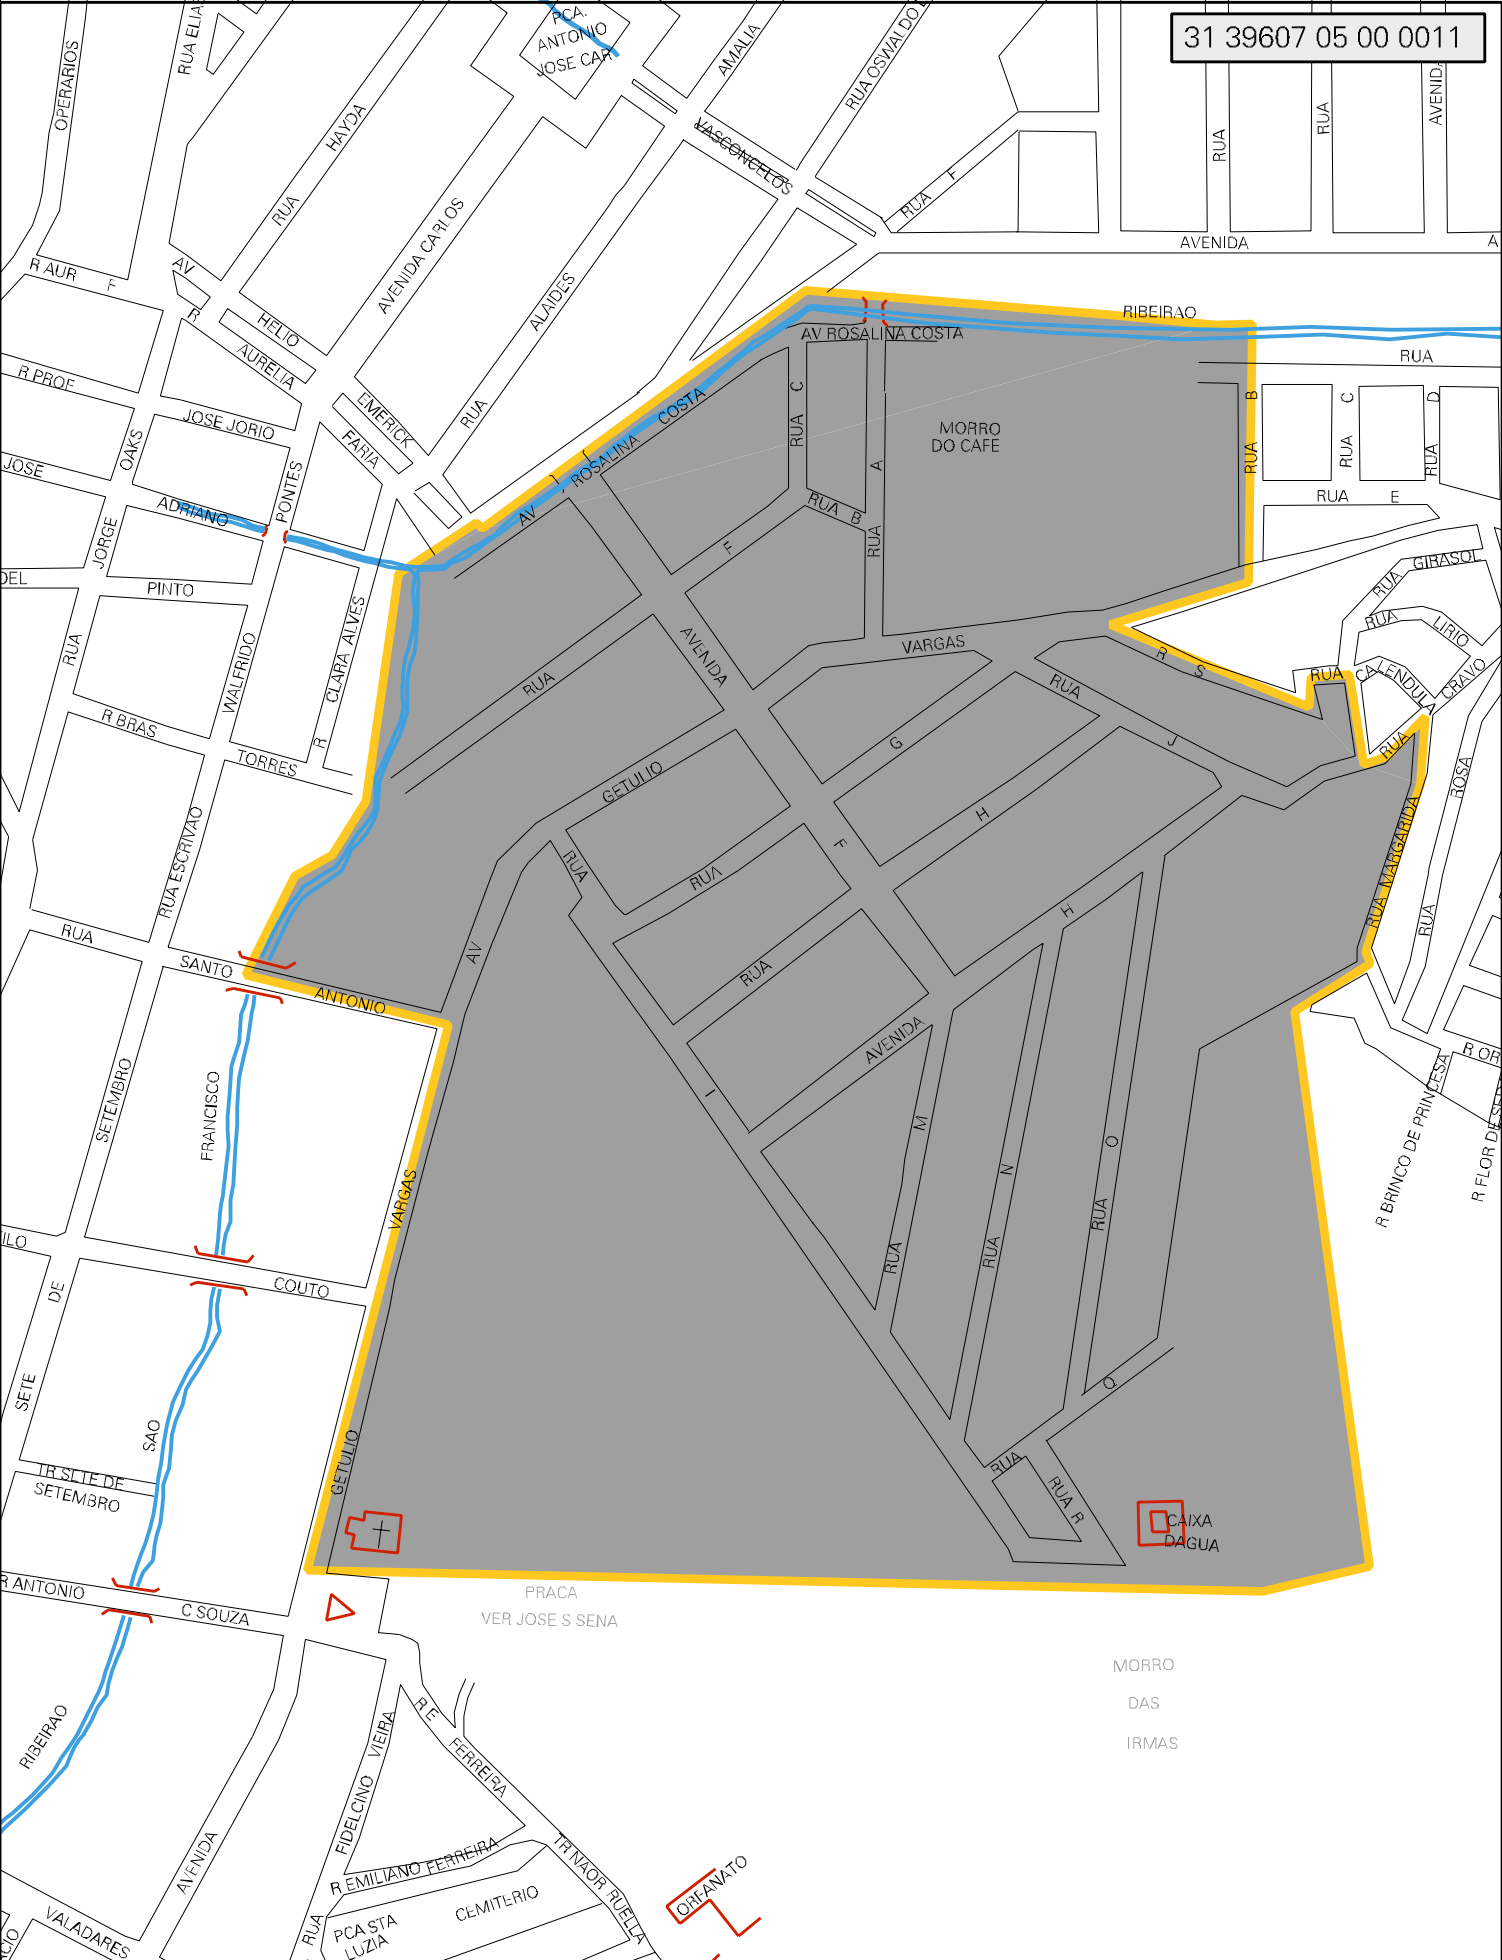 31 39607 05 00 0011
PCA.
ANTONIO
JOSE CAR
OPERARIOS
RUA ELIAS
HAYDA
RUA
AMALIA
RUA OSWALDO
VASCONCELOS
RUA F
RUA
RUA
AVENIDA
AVENIDA
A
AVENIDA CARLOS
ALAIDES
RUA
R AUR F
AV
R
HELIO
AURELIA
EMERICK
FARIA
R PROF
JOSE JORIO
JOSE
OAKS
PONTES
ADRIANO
JORGE
DEL
PINTO
RUA
WALFRIDO
CLARA ALVES
R
R BRAS
TORRES
RUA ESCRIVAO
RIBEIRAO
AV ROSALINA COSTA
AV ROSALINA COSTA
MORRO
DO CAFE
RUA C
RUA A
RUA B
F
RUA
RUA
RUA B
RUA C
RUA D
RUA E
RUA GIRASOL
RUA LIRIO
CALENDULA
CRAVO
RUA
RUA
R S
VARGAS
AVENIDA
F
RUA
GETULIO
AV
RUA
RUA
RUA
G
H
H
RUA
J
AVENIDA
I
M
RUA
N
RUA
O
RUA
Q
RUA
RUA R
CAIXA
DAGUA
RUA MARGARIDA
ROSA
RUA
R OR
R BRINCO DE PRINCESA
R FLOR DE SER
RUA
SANTO
ANTONIO
SETEMBRO
DE
SETE
FRANCISCO
SAO
RIBEIRAO
VARGAS
GETULIO
ILO
COUTO
TR SETE DE
SETEMBRO
R ANTONIO
C SOUZA
PRACA
VER JOSE S SENA
MORRO
DAS
IRMAS
R E
FERREIRA
FIDELCINO VIEIRA
RUA
AVENIDA
VALADARES
CIO
R EMILIANO FERREIRA
CEMITERIO
PCA STA
LUZIA
TR NAOR RUELLA
ORFANATO